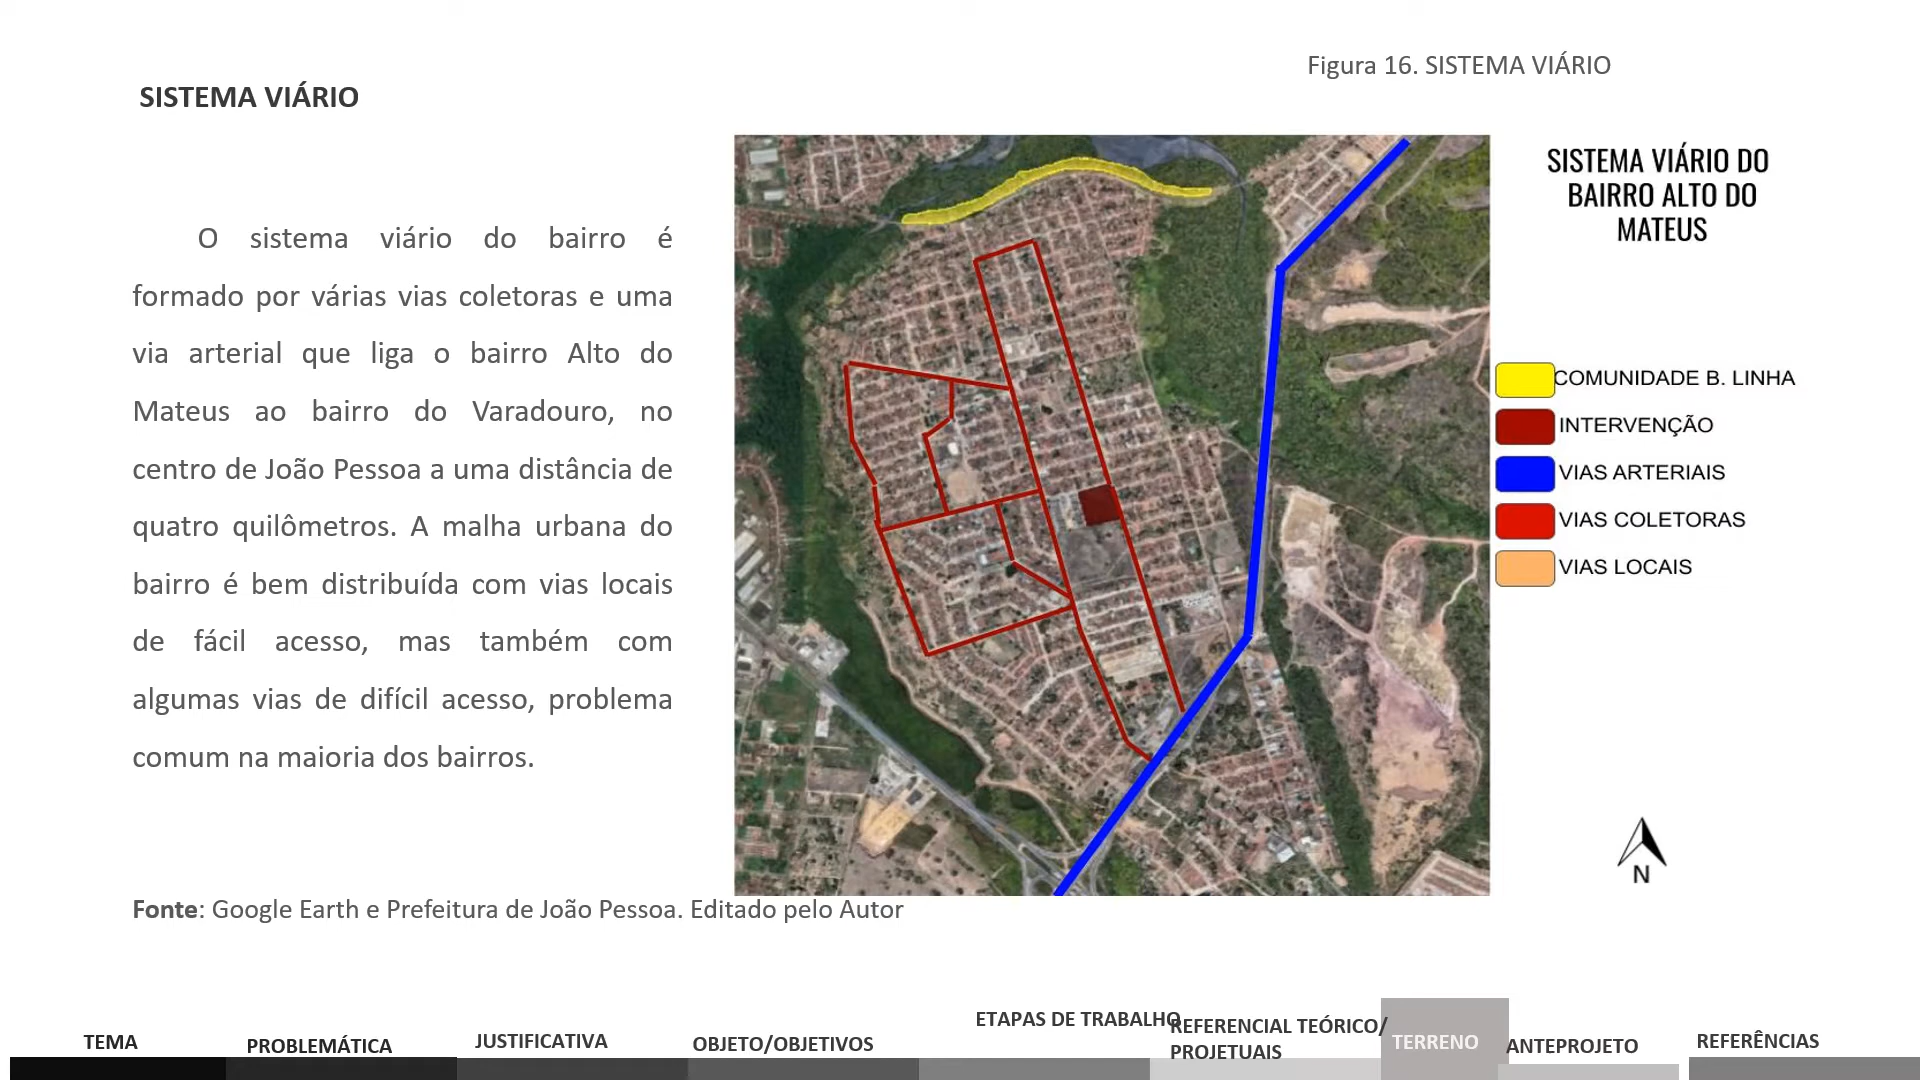 SISTEMA VIÁRIO
O sistema viário do bairro é
formado por várias vias coletoras e uma
via arterial que liga o bairro Alto do
Mateus ao bairro do Varadouro, no
centro de João Pessoa a uma distância de
quatro quilômetros. A malha urbana do
bairro é bem distribuída com vias locais
de fácil acesso, mas também com
algumas vias de difícil acesso, problema
comum na maioria dos bairros.
Figura 16. SISTEMA VIÁRIO
SISTEMA VIÁRIO DO
BAIRRO ALTO DO
MATEUS
COMUNIDADE B. LINHA
INTERVENÇÃO
VIAS ARTERIAIS
VIAS COLETORAS
VIAS LOCAIS
N
Fonte: Google Earth e Prefeitura de João Pessoa. Editado pelo Autor
TEMA
PROBLEMÁTICA
JUSTIFICATIVA
OBJETO/OBJETIVOS
ETAPAS DE TRABALHO
REFERENCIAL TEÓRICO/
PROJETUAIS
TERRENO
ANTEPROJETO
REFERÊNCIAS